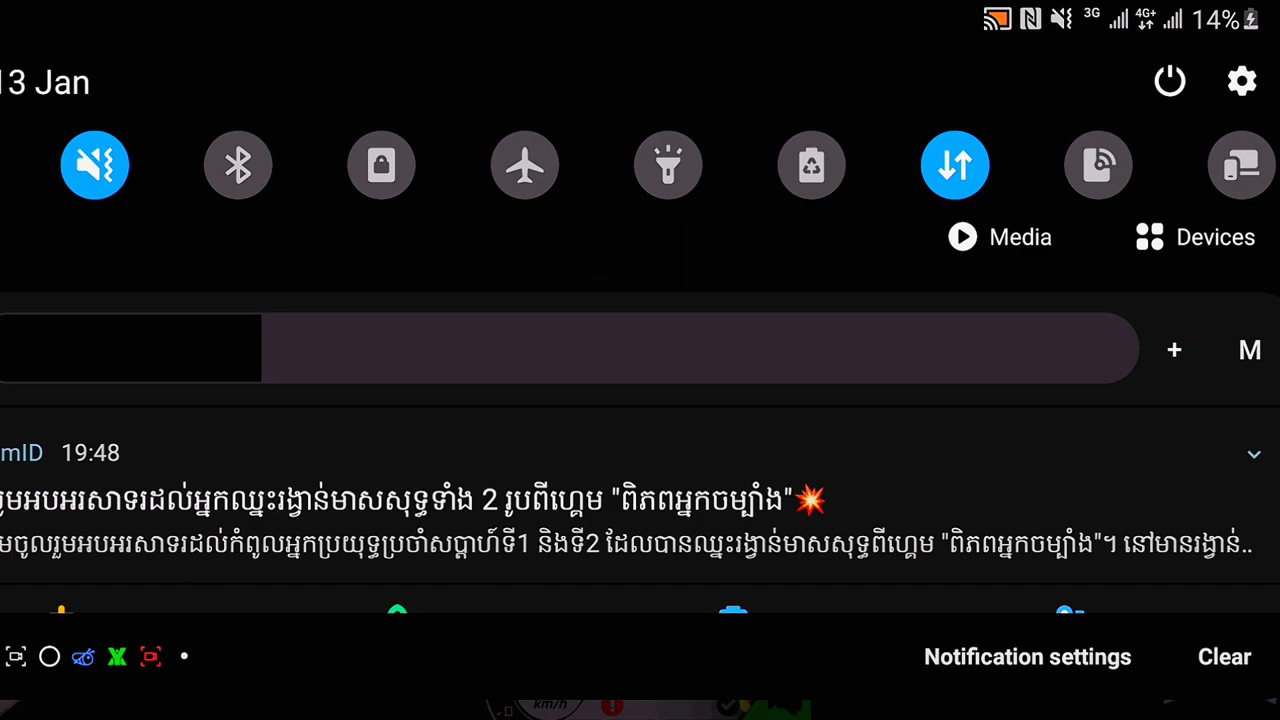 3G 4G+ 14%
13 Jan
Media Devices
+ M
mID 19:48
រួមអបអរសាទរដល់អ្នកឈ្នះរង្វាន់មាសសុទ្ធទាំង 2 រូបពីហ្គេម "ពិភពអ្នកចម្បាំង"💥
មចូលរួមអបអរសាទរដល់កំពូលអ្នកប្រយុទ្ធប្រចាំសប្តាហ៍ទី1 និងទី2 ដែលបានឈ្នះរង្វាន់មាសសុទ្ធពីហ្គេម "ពិភពអ្នកចម្បាំង"។ នៅមានរង្វាន់..
Notification settings Clear
km/h